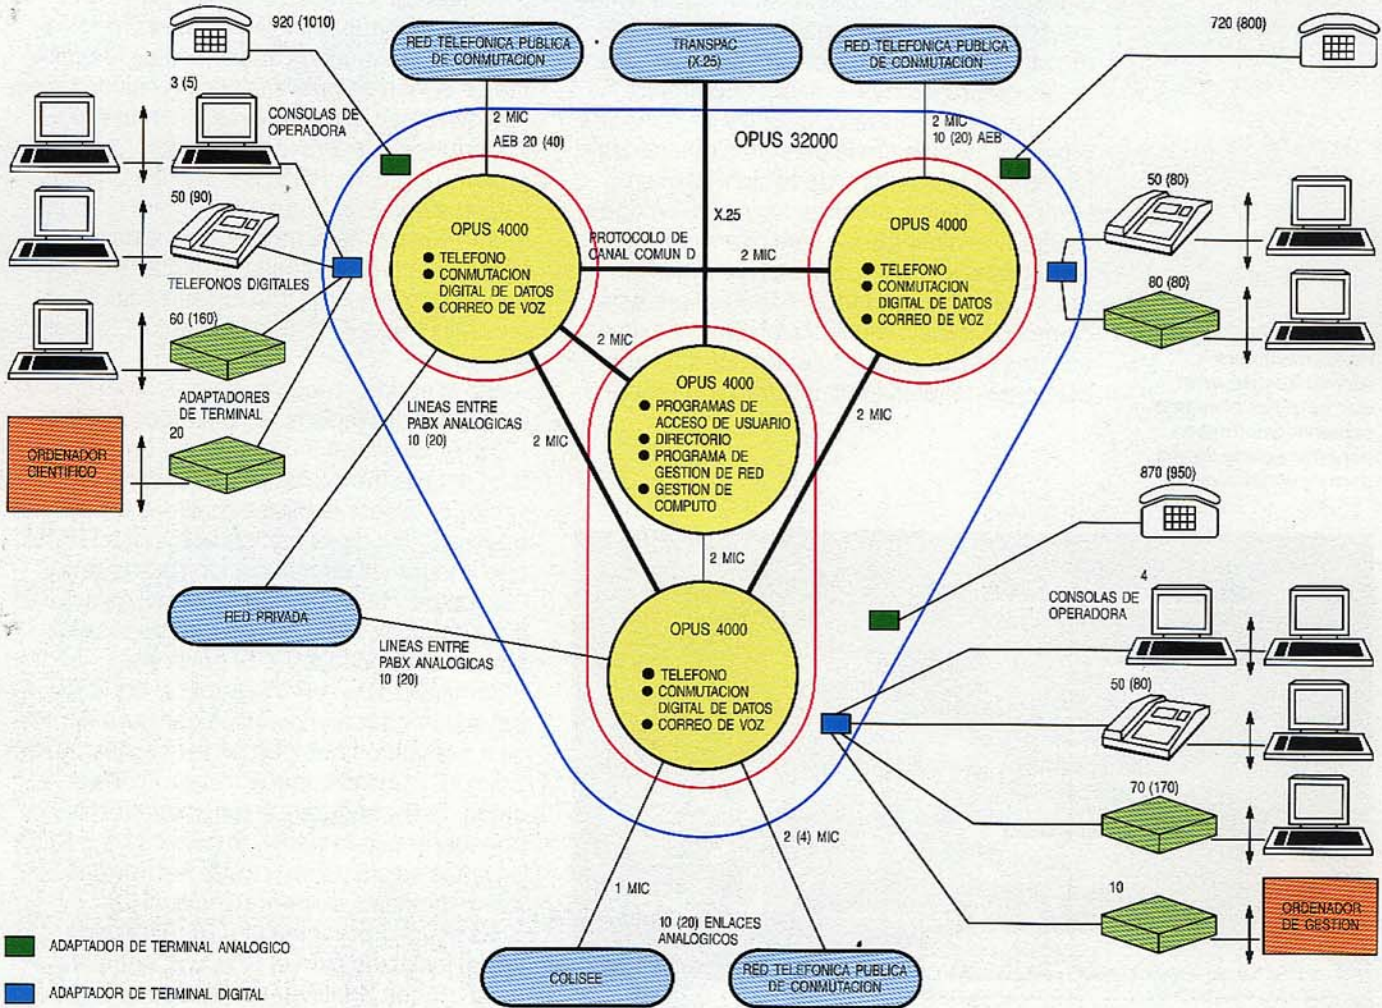 920 (1010)
RED TELEFONICA PUBLICA
DE CONMUTACION
TRANSPAC
(X.25)
RED TELEFONICA PUBLICA
DE CONMUTACION
720 (800)
3 (5)
CONSOLAS DE
OPERADORA
2 MIC
AEB 20 (40)
OPUS 32000
2 MIC
10 (20) AEB
50 (90)
TELEFONOS DIGITALES
OPUS 4000
● TELEFONO
● CONMUTACION
DIGITAL DE DATOS
● CORREO DE VOZ
PROTOCOLO DE
CANAL COMUN D
X.25
2 MIC
OPUS 4000
● TELEFONO
● CONMUTACION
DIGITAL DE DATOS
● CORREO DE VOZ
50 (80)
80 (80)
60 (160)
ADAPTADORES
DE TERMINAL
20
ORDENADOR
CIENTIFICO
2 MIC
LINEAS ENTRE
PABX ANALOGICAS
10 (20)
2 MIC
OPUS 4000
● PROGRAMAS DE
ACCESO DE USUARIO
● DIRECTORIO
● PROGRAMA DE
GESTION DE RED
● GESTION DE
COMPUTO
2 MIC
2 MIC
870 (950)
RED PRIVADA
LINEAS ENTRE
PABX ANALOGICAS
10 (20)
OPUS 4000
● TELEFONO
● CONMUTACION
DIGITAL DE DATOS
● CORREO DE VOZ
4
CONSOLAS DE
OPERADORA
50 (80)
70 (170)
10
ORDENADOR
DE GESTION
1 MIC
2 (4) MIC
10 (20) ENLACES
ANALOGICOS
COLISEE
RED TELEFONICA PUBLICA
DE CONMUTACION
ADAPTADOR DE TERMINAL ANALOGICO
ADAPTADOR DE TERMINAL DIGITAL